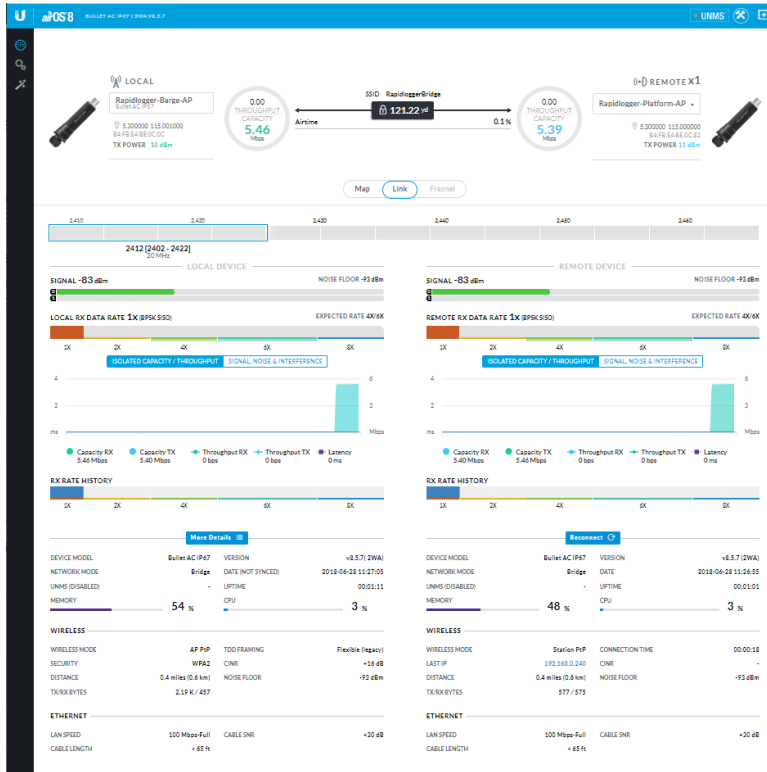 U airOS®8 BULLET AC IP67 | 2WA.V8.5.7 UNMS
LOCAL
Rapidlogger-Barge-AP
Bullet AC IP67
5.200000 115.001000
TX POWER 10 dBm
0.00
THROUGHPUT
CAPACITY
5.46
Mbps
SSID RapidloggerBridge
121.22 yd
Airtime 0.1 %
0.00
THROUGHPUT
CAPACITY
5.39
Mbps
REMOTE X1
Rapidlogger-Platform-AP
5.200000 115.000000
TX POWER 11 dBm
Map Link Fresnel
2,410 2,420 2,430 2,440 2,450 2,460
2412 [2402 - 2422]
20 MHz
LOCAL DEVICE
SIGNAL -83 dBm NOISE FLOOR -93 dBm
0
1
LOCAL RX DATA RATE 1X (BPSK SISO) EXPECTED RATE 4X/6X
1X 2X 4X 6X 8X
ISOLATED CAPACITY / THROUGHPUT SIGNAL, NOISE & INTERFERENCE
4 6
2 3
ms Mbps
Capacity RX Capacity TX Throughput RX Throughput TX Latency
5.46 Mbps 5.40 Mbps 0 bps 0 bps 0 ms
RX RATE HISTORY
1X 2X 4X 6X 8X
More Details
DEVICE MODEL Bullet AC IP67 VERSION v8.5.7 (2WA)
NETWORK MODE Bridge DATE (NOT SYNCED) 2018-06-28 11:27:05
UNMS (DISABLED) - UPTIME 00:01:11
MEMORY 54 % CPU 3 %
WIRELESS
WIRELESS MODE AP PtP TDD FRAMING Flexible (legacy)
SECURITY WPA2 CINR +16 dB
DISTANCE 0.4 miles (0.6 km) NOISE FLOOR -93 dBm
TX/RX BYTES 2.19 K / 457
ETHERNET
LAN SPEED 100 Mbps-Full CABLE SNR +30 dB
CABLE LENGTH < 65 ft
REMOTE DEVICE
SIGNAL -83 dBm NOISE FLOOR -93 dBm
0
1
REMOTE RX DATA RATE 1X (BPSK SISO) EXPECTED RATE 4X/6X
1X 2X 4X 6X 8X
ISOLATED CAPACITY / THROUGHPUT SIGNAL, NOISE & INTERFERENCE
4 6
2 3
ms Mbps
Capacity RX Capacity TX Throughput RX Throughput TX Latency
5.40 Mbps 5.46 Mbps 0 bps 0 bps 0 ms
RX RATE HISTORY
1X 2X 4X 6X 8X
Reconnect
DEVICE MODEL Bullet AC IP67 VERSION v8.5.7 (2WA)
NETWORK MODE Bridge DATE 2018-06-28 11:26:55
UNMS (DISABLED) - UPTIME 00:01:01
MEMORY 48 % CPU 3 %
WIRELESS
WIRELESS MODE Station PtP CONNECTION TIME 00:00:18
LAST IP 192.168.0.240 CINR -
DISTANCE 0.4 miles (0.6 km) NOISE FLOOR -93 dBm
TX/RX BYTES 577 / 575
ETHERNET
LAN SPEED 100 Mbps-Full CABLE SNR +30 dB
CABLE LENGTH < 65 ft